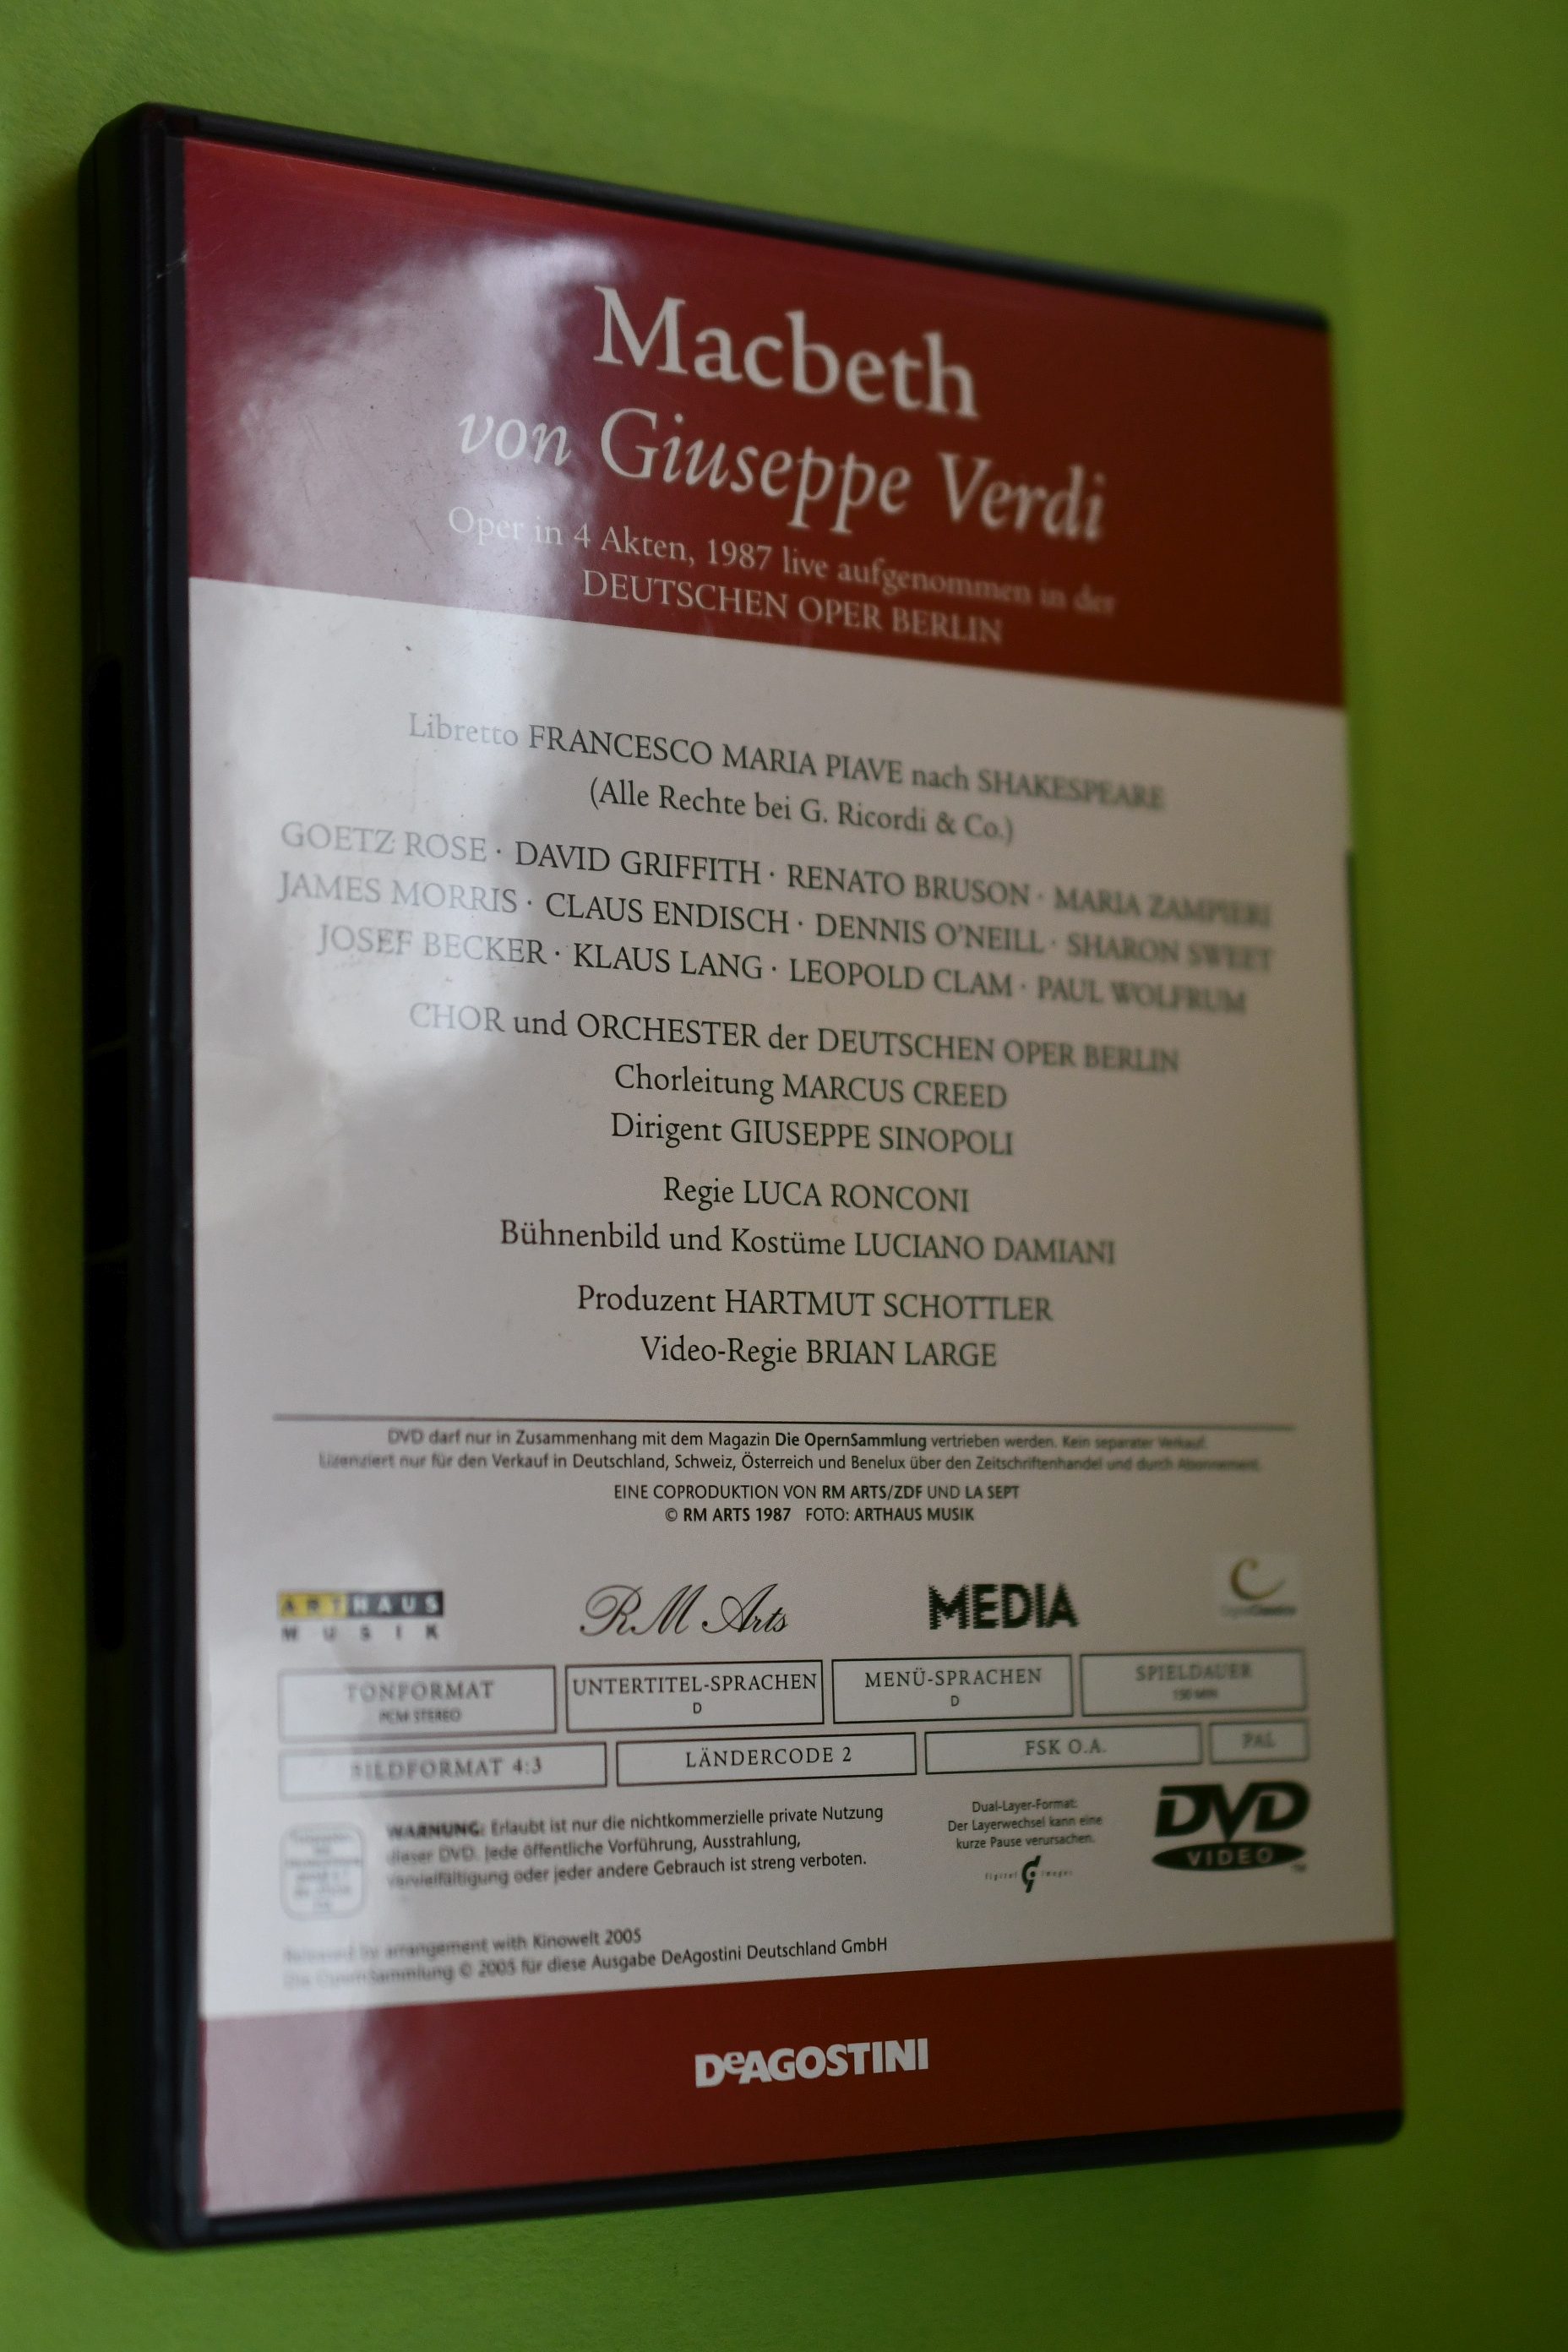 Macbeth
von Giuseppe Verdi
Oper in 4 Akten, 1987 live aufgenommen in der
DEUTSCHEN OPER BERLIN
Libretto FRANCESCO MARIA PIAVE nach SHAKESPEARE
(Alle Rechte bei G. Ricordi & Co.)
GOETZ ROSE · DAVID GRIFFITH · RENATO BRUSON · MARIA ZAMPIERI
JAMES MORRIS · CLAUS ENDISCH · DENNIS O'NEILL · SHARON SWEET
JOSEF BECKER · KLAUS LANG · LEOPOLD CLAM · PAUL WOLFRUM
CHOR und ORCHESTER der DEUTSCHEN OPER BERLIN
Chorleitung MARCUS CREED
Dirigent GIUSEPPE SINOPOLI
Regie LUCA RONCONI
Bühnenbild und Kostüme LUCIANO DAMIANI
Produzent HARTMUT SCHOTTLER
Video-Regie BRIAN LARGE
DVD darf nur in Zusammenhang mit dem Magazin Die OpernSammlung vertrieben werden. Kein separater Verkauf.
Lizenziert nur für den Verkauf in Deutschland, Schweiz, Österreich und Benelux über den Zeitschriftenhandel und durch Abonnement.
EINE COPRODUKTION VON RM ARTS/ZDF UND LA SEPT
© RM ARTS 1987 FOTO: ARTHAUS MUSIK
ARTHAUS
MUSIK
RM Arts
MEDIA
TONFORMAT
PCM STEREO
UNTERTITEL-SPRACHEN
D
MENÜ-SPRACHEN
D
SPIELDAUER
150 MIN
BILDFORMAT 4:3
LÄNDERCODE 2
FSK O.A.
PAL
WARNUNG: Erlaubt ist nur die nichtkommerzielle private Nutzung
dieser DVD. Jede öffentliche Vorführung, Ausstrahlung,
Vervielfältigung oder jeder andere Gebrauch ist streng verboten.
Dual-Layer-Format:
Der Layerwechsel kann eine
kurze Pause verursachen.
digital images
DVD
VIDEO
Released by arrangement with Kinowelt 2005
Die OpernSammlung © 2005 für diese Ausgabe DeAgostini Deutschland GmbH
DeAGOSTINI